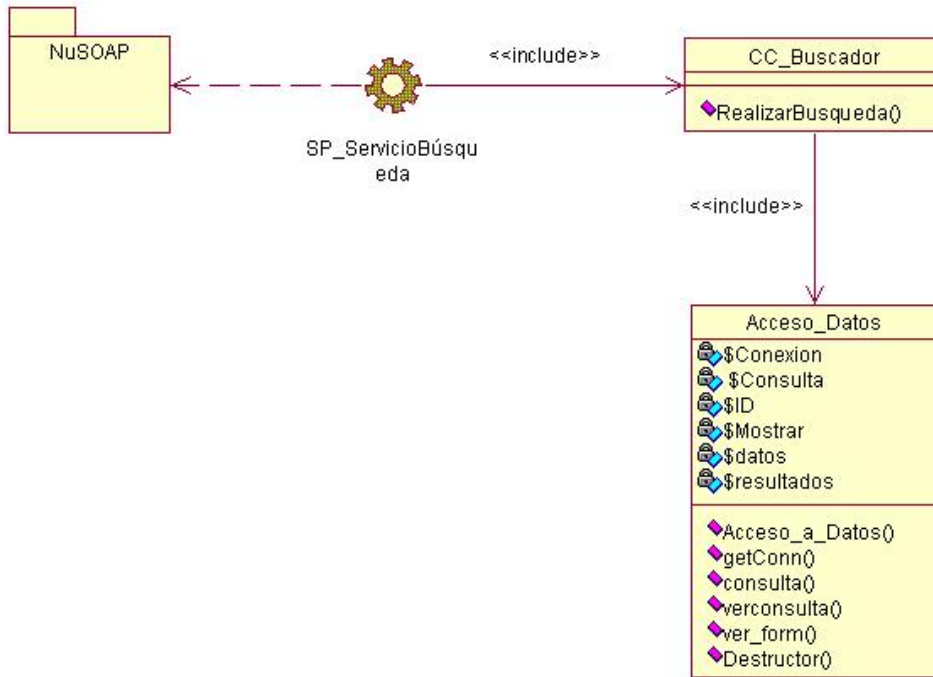 NuSOAP
<<include>>
CC_Buscador
RealizarBusqueda()
SP_ServicioBúsqu
eda
<<include>>
Acceso_Datos
$Conexion
$Consulta
$ID
$Mostrar
$datos
$resultados
Acceso_a_Datos()
getConn()
consulta()
verconsulta()
ver_form()
Destructor()